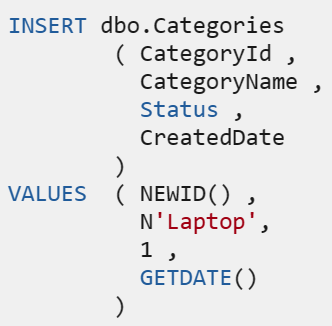 INSERT dbo.Categories
( CategoryId ,
CategoryName ,
Status ,
CreatedDate
)
VALUES ( NEWID() ,
N'Laptop',
1 ,
GETDATE()
)